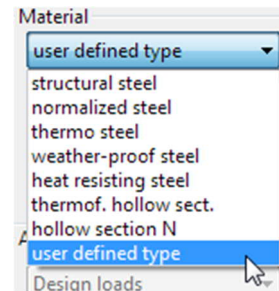 Material
user defined type
structural steel
normalized steel
thermo steel
weather-proof steel
heat resisting steel
thermof. hollow sect.
hollow section N
user defined type
Design loads